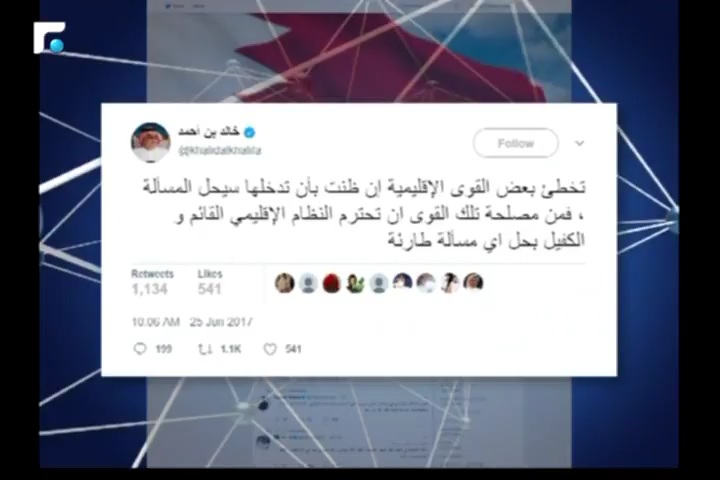 خالد بن أحمد
@khalidalkhalifa
Follow
تخطئ بعض القوى الإقليمية إن ظنت بأن تدخلها سيحل المسألة
، فمن مصلحة تلك القوى ان تحترم النظام الإقليمي القائم و
الكفيل بحل اي مسألة طارئة
Retweets Likes
1,134 541
10:06 AM 25 Jun 2017
199 1.1K 541